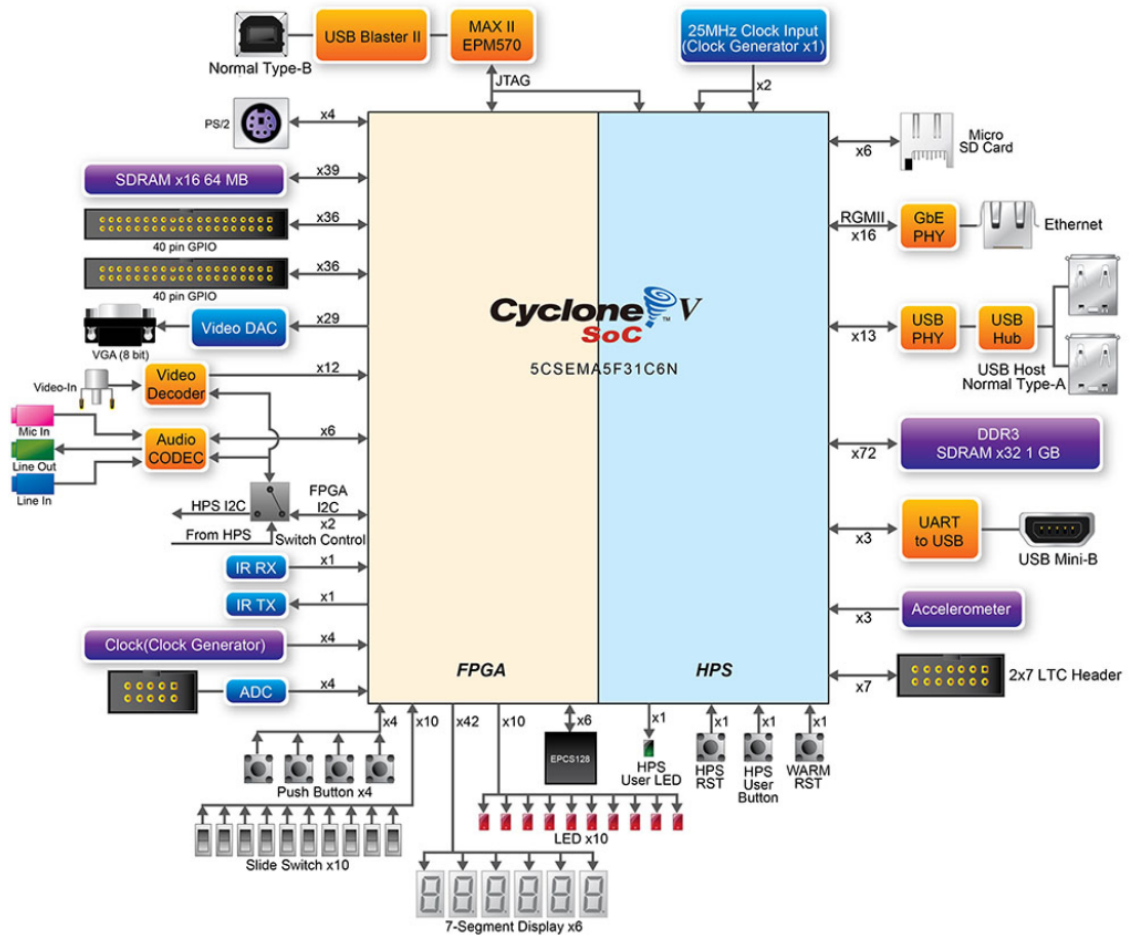 Normal Type-B
USB Blaster II
MAX II
EPM570
JTAG
25MHz Clock Input
(Clock Generator x1)
x2
PS/2
x4
SDRAM x16 64 MB
x39
x36
40 pin GPIO
x36
40 pin GPIO
VGA (8 bit)
Video DAC
x29
Video-In
Video
Decoder
x12
Mic In
Line Out
Line In
Audio
CODEC
x6
HPS I2C
From HPS
FPGA
I2C
x2
Switch Control
IR RX
x1
IR TX
x1
Clock(Clock Generator)
x4
ADC
x4
Cyclone V
TM
SoC
5CSEMA5F31C6N
FPGA
HPS
x6
Micro
SD Card
RGMII
x16
GbE
PHY
Ethernet
x13
USB
PHY
USB
Hub
USB Host
Normal Type-A
x72
DDR3
SDRAM x32 1 GB
x3
UART
to USB
USB Mini-B
x3
Accelerometer
x7
2x7 LTC Header
x4
Push Button x4
x10
Slide Switch x10
x42
7-Segment Display x6
x10
LED x10
x6
EPCS128
x1
HPS
User LED
x1
HPS
RST
x1
HPS
User
Button
x1
WARM
RST